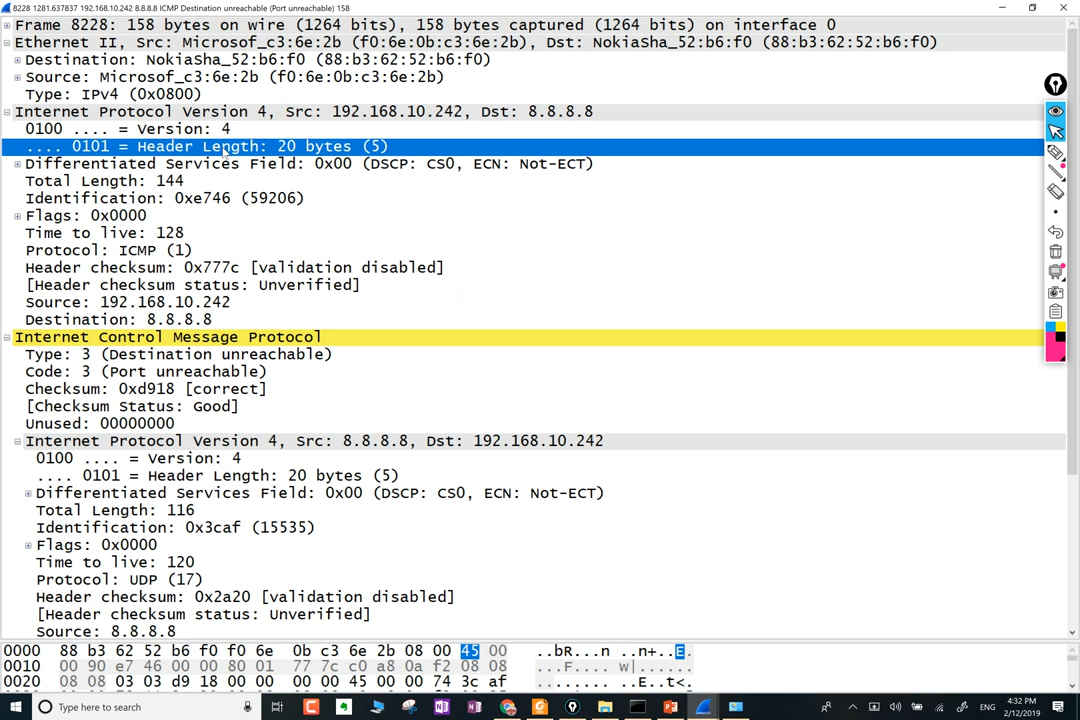 8228 1281.637837 192.168.10.242 8.8.8.8 ICMP Destination unreachable (Port unreachable) 158
Frame 8228: 158 bytes on wire (1264 bits), 158 bytes captured (1264 bits) on interface 0
Ethernet II, Src: Microsof_c3:6e:2b (f0:6e:0b:c3:6e:2b), Dst: NokiaSha_52:b6:f0 (88:b3:62:52:b6:f0)
Destination: NokiaSha_52:b6:f0 (88:b3:62:52:b6:f0)
Source: Microsof_c3:6e:2b (f0:6e:0b:c3:6e:2b)
Type: IPv4 (0x0800)
Internet Protocol Version 4, Src: 192.168.10.242, Dst: 8.8.8.8
0100 .... = Version: 4
.... 0101 = Header Length: 20 bytes (5)
Differentiated Services Field: 0x00 (DSCP: CS0, ECN: Not-ECT)
Total Length: 144
Identification: 0xe746 (59206)
Flags: 0x0000
Time to live: 128
Protocol: ICMP (1)
Header checksum: 0x777c [validation disabled]
[Header checksum status: Unverified]
Source: 192.168.10.242
Destination: 8.8.8.8
Internet Control Message Protocol
Type: 3 (Destination unreachable)
Code: 3 (Port unreachable)
Checksum: 0xd918 [correct]
[Checksum Status: Good]
Unused: 00000000
Internet Protocol Version 4, Src: 8.8.8.8, Dst: 192.168.10.242
0100 .... = Version: 4
.... 0101 = Header Length: 20 bytes (5)
Differentiated Services Field: 0x00 (DSCP: CS0, ECN: Not-ECT)
Total Length: 116
Identification: 0x3caf (15535)
Flags: 0x0000
Time to live: 120
Protocol: UDP (17)
Header checksum: 0x2a20 [validation disabled]
[Header checksum status: Unverified]
Source: 8.8.8.8
0000 88 b3 62 52 b6 f0 f0 6e 0b c3 6e 2b 08 00 45 00 ..bR...n ..n+..E.
0010 00 90 e7 46 00 00 80 01 77 7c c0 a8 0a f2 08 08 ...F.... w|......
0020 08 08 03 03 d9 18 00 00 00 00 45 00 00 74 3c af ........ ..E..t<.
Type here to search
ENG
4:32 PM
2/12/2019